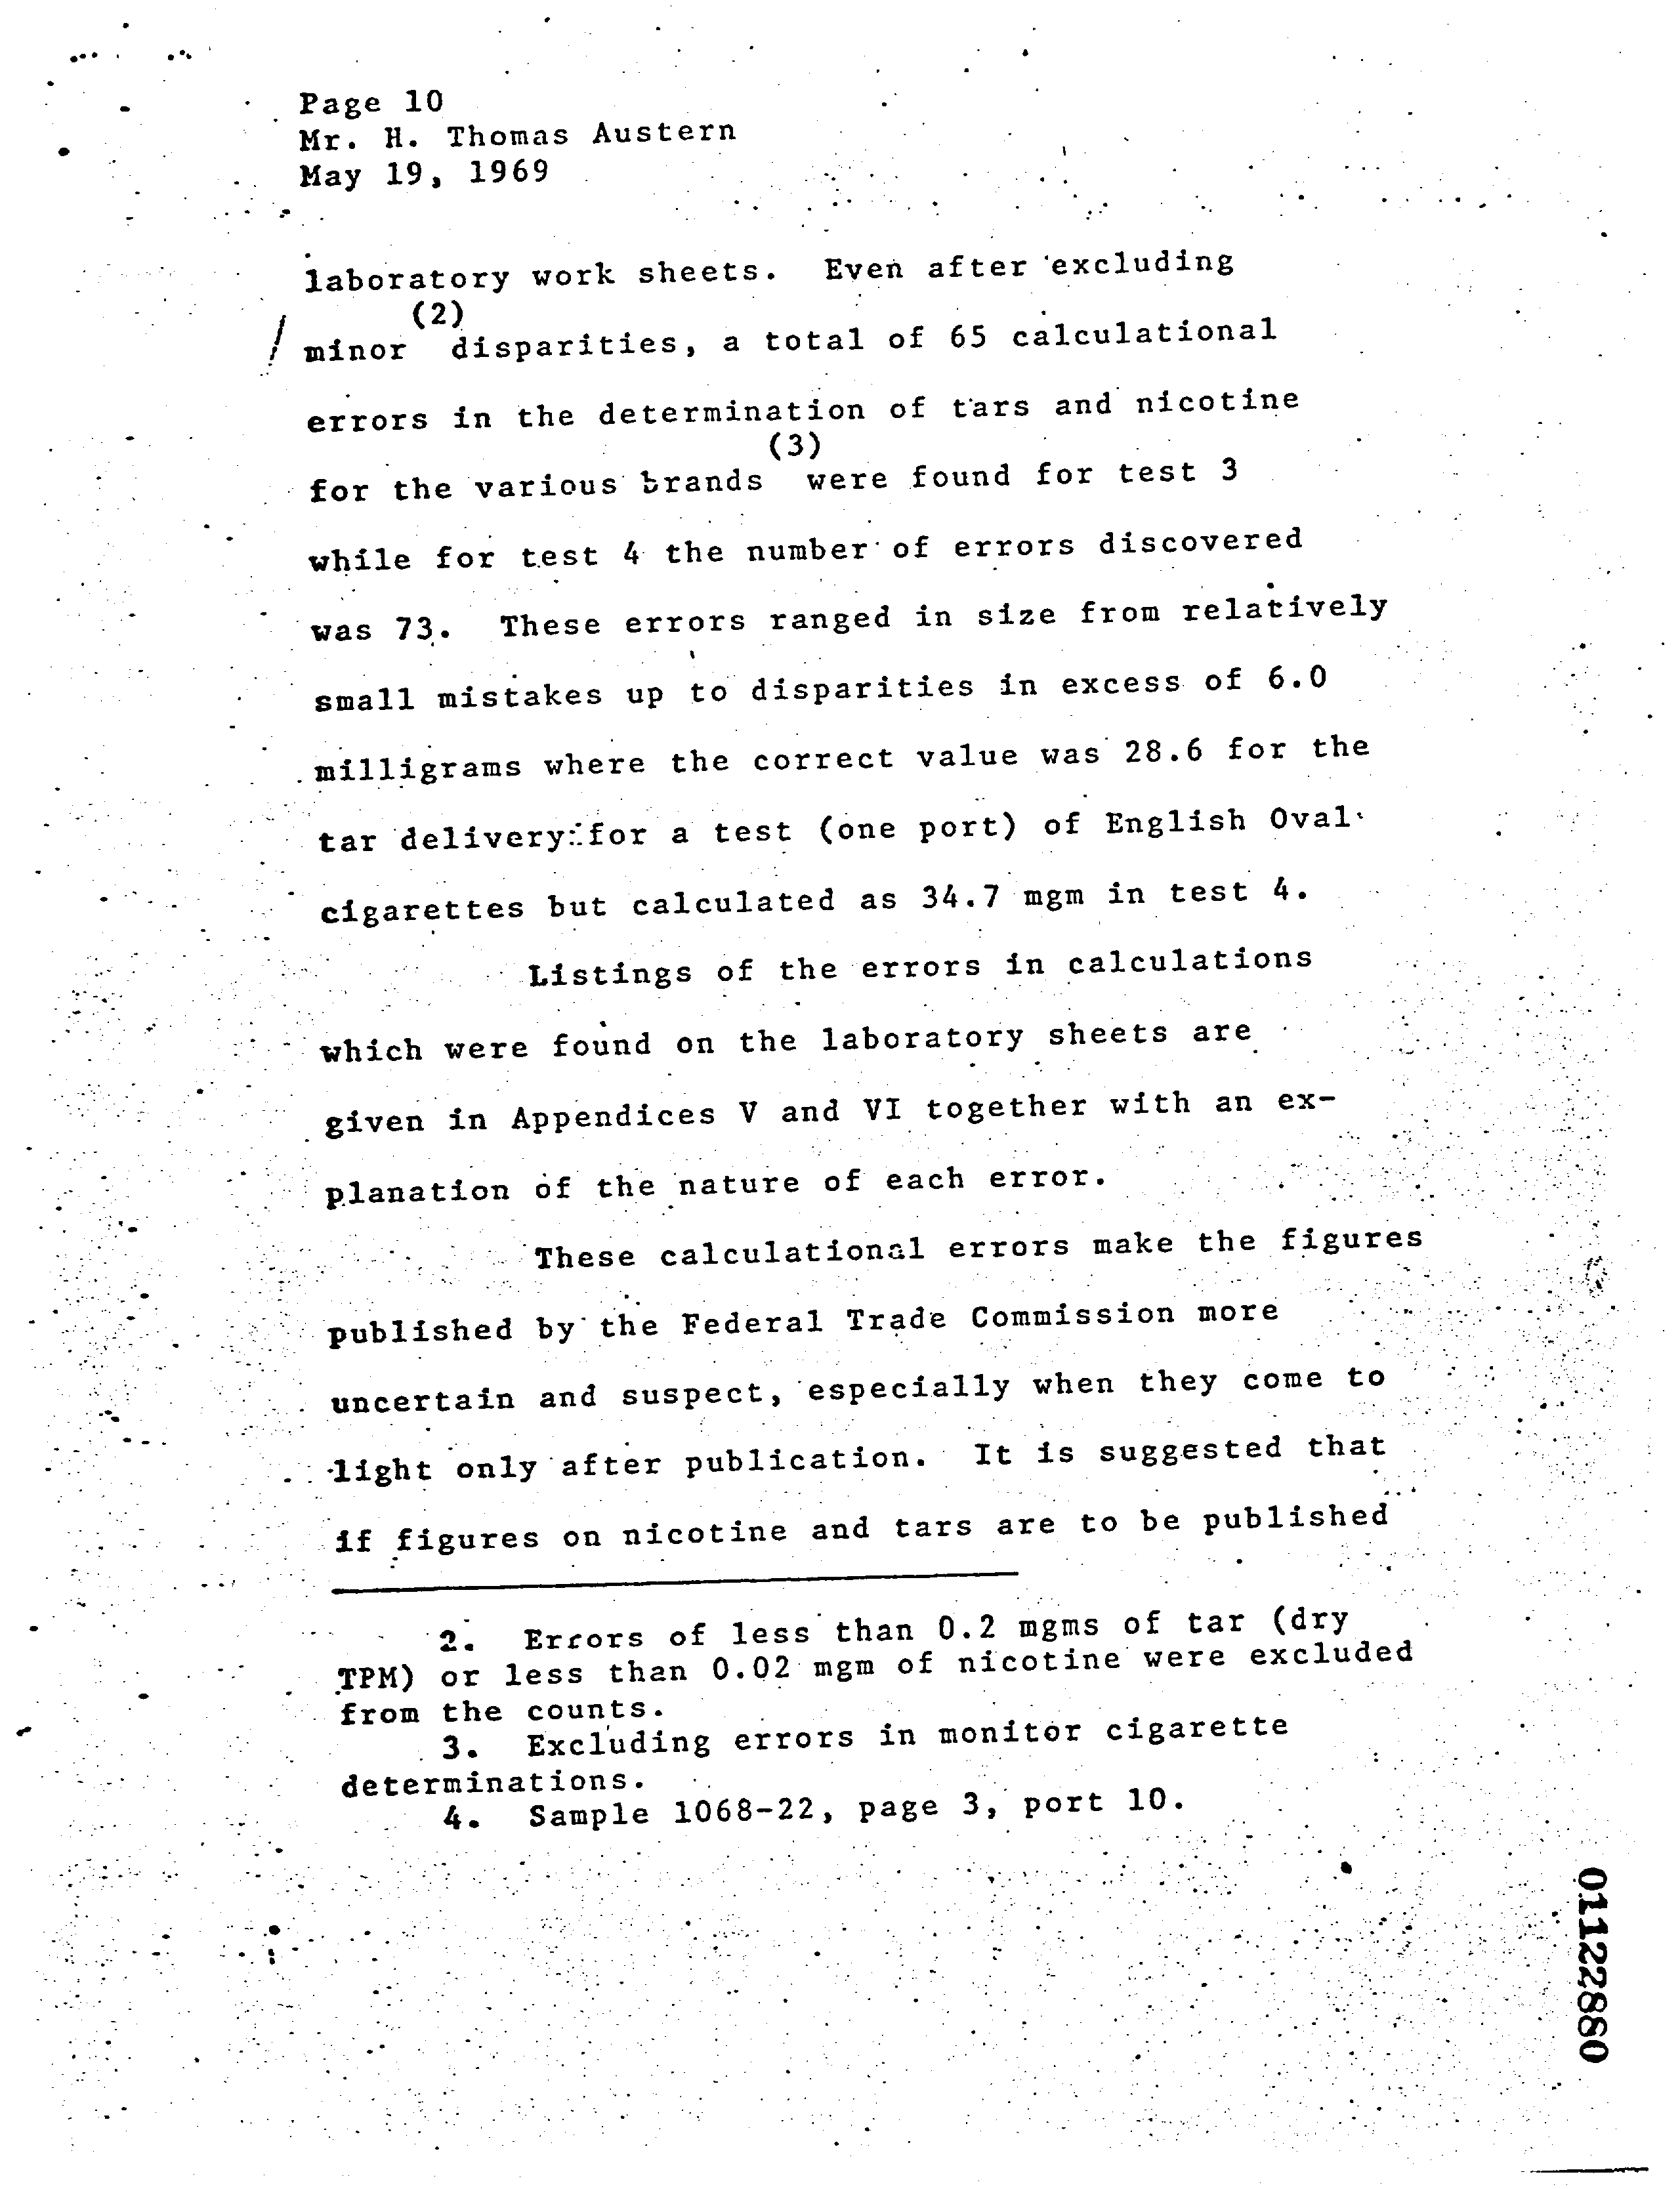 Page 10
Mr. H. Thomas Austern
May 19, 1969
laboratory work sheets. Even after excluding
(2)
minor disparities, a total of 65 calculational
errors in the determination of tars and nicotine
(3)
for the various brands were found for test 3
while for test 4 the number of errors discovered
was 73. These errors ranged in size from relatively
small mistakes up to disparities in excess of 6.0
milligrams where the correct value was 28.6 for the
tar delivery for a test (one port) of English Oval
cigarettes but calculated as 34.7 mgm in test 4.
Listings of the errors in calculations
which were found on the laboratory sheets are
given in Appendices V and VI together with an ex-
planation of the nature of each error.
These calculational errors make the figures
published by the Federal Trade Commission more
uncertain and suspect, especially when they come to
light only after publication. It is suggested that
if figures on nicotine and tars are to be published
2. Errors of less than 0.2 mgms of tar (dry
TPM) or less than 0.02 mgm of nicotine were excluded
from the counts.
3. Excluding errors in monitor cigarette
determinations.
4. Sample 1068-22, page 3, port 10.
01122880